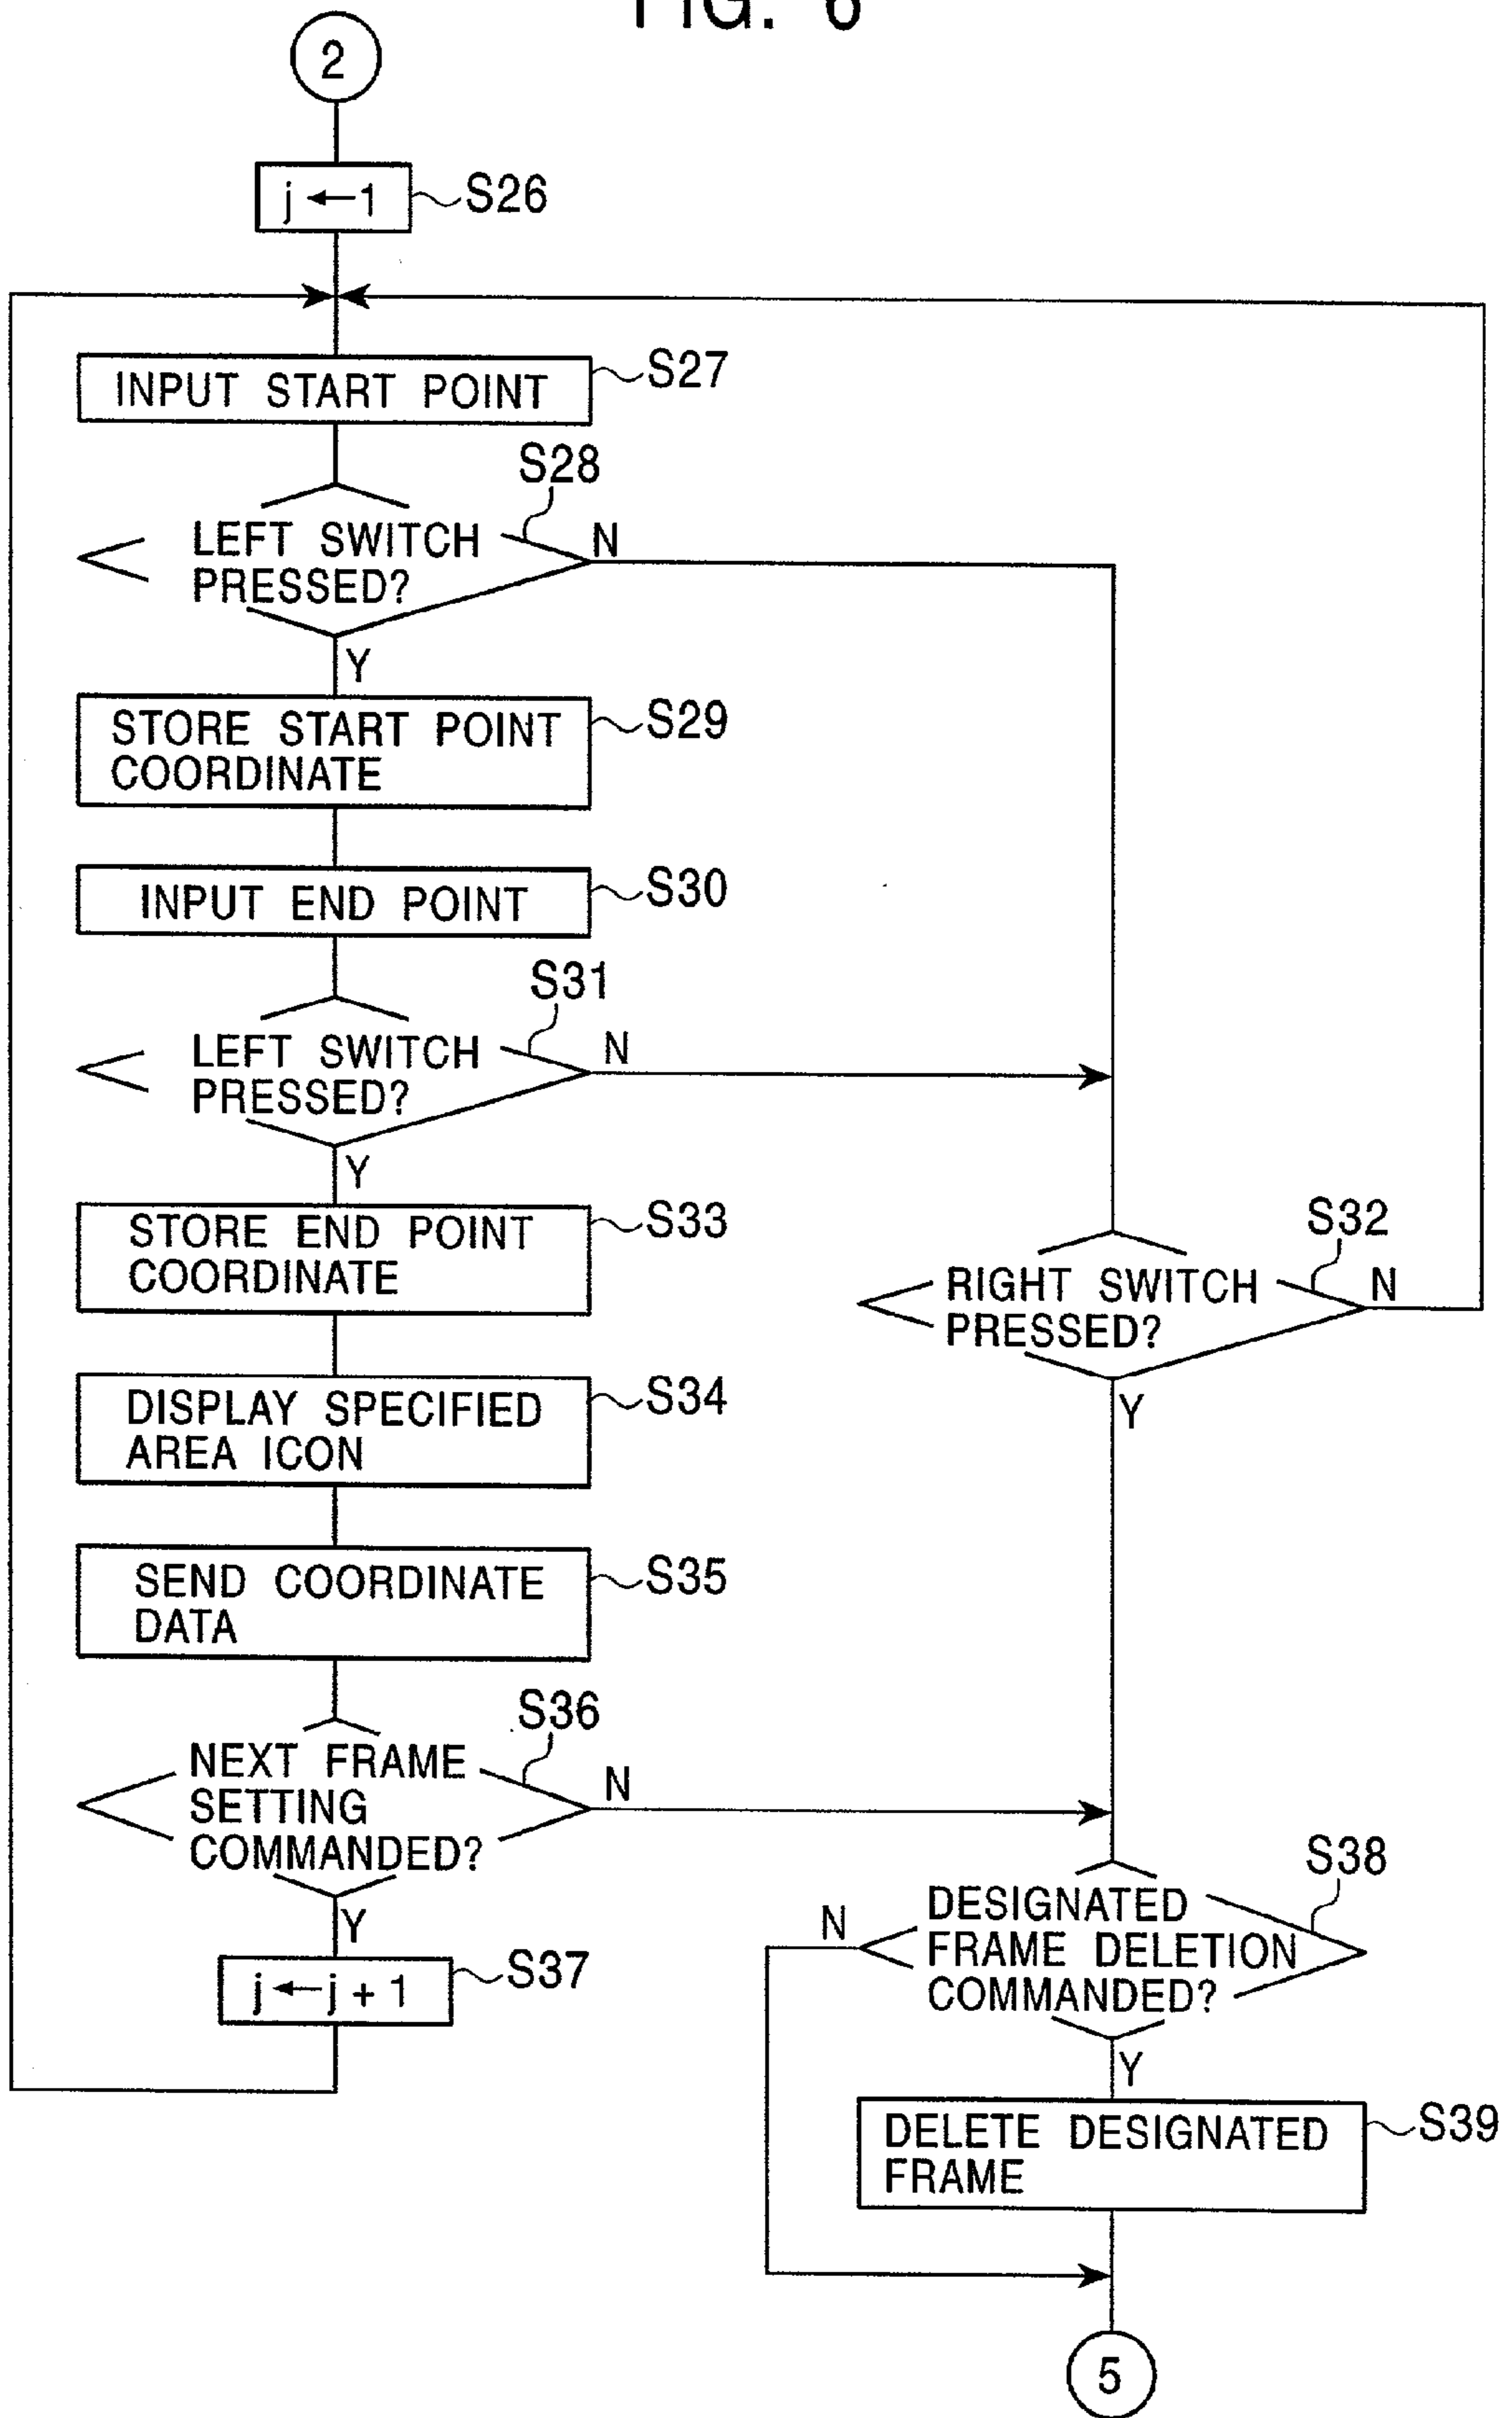 FIG. 6
2
j ← 1
S26
INPUT START POINT
S27
S28
LEFT SWITCH
PRESSED?
N
Y
STORE START POINT
COORDINATE
S29
INPUT END POINT
S30
S31
LEFT SWITCH
PRESSED?
N
Y
STORE END POINT
COORDINATE
S33
S32
RIGHT SWITCH
PRESSED?
N
Y
DISPLAY SPECIFIED
AREA ICON
S34
SEND COORDINATE
DATA
S35
S36
NEXT FRAME
SETTING
COMMANDED?
N
Y
j ← j + 1
S37
S38
DESIGNATED
FRAME DELETION
COMMANDED?
N
Y
DELETE DESIGNATED
FRAME
S39
5